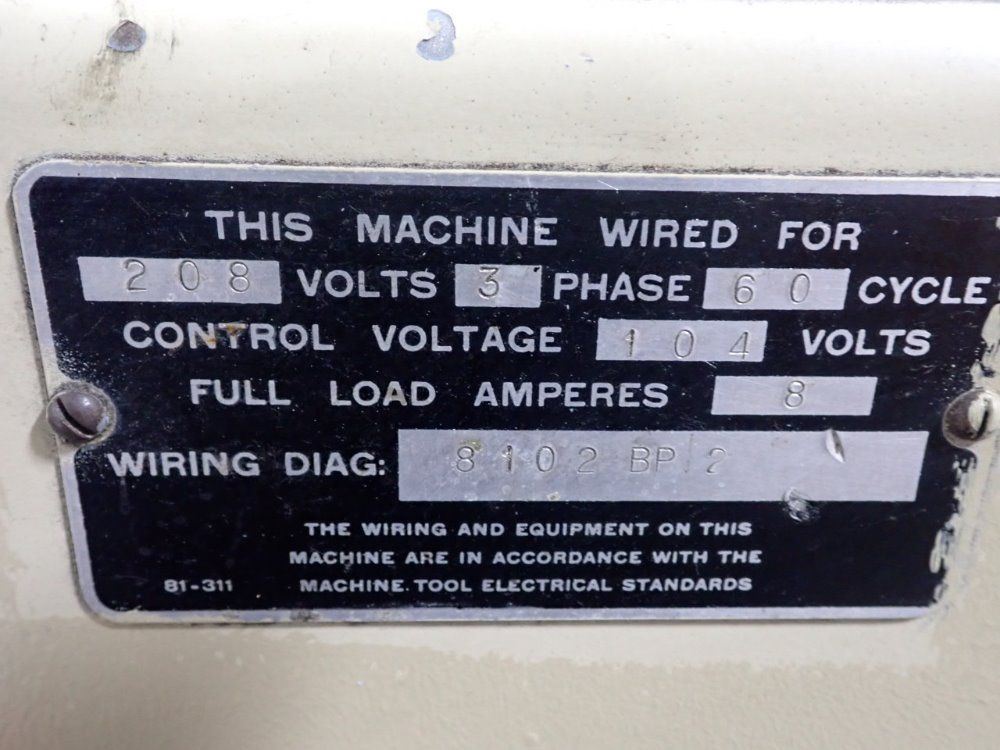 THIS MACHINE WIRED FOR
208 VOLTS 3 PHASE 60 CYCLE
CONTROL VOLTAGE 104 VOLTS
FULL LOAD AMPERES 8
WIRING DIAG: 8102 BP 2
THE WIRING AND EQUIPMENT ON THIS
MACHINE ARE IN ACCORDANCE WITH THE
81-311 MACHINE TOOL ELECTRICAL STANDARDS